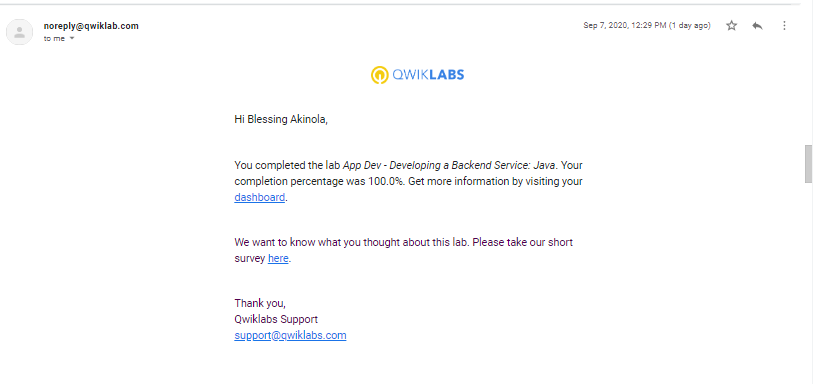 noreply@qwiklab.com
Sep 7, 2020, 12:29 PM (1 day ago)
to me
QWIKLABS
Hi Blessing Akinola,
You completed the lab App Dev - Developing a Backend Service: Java. Your
completion percentage was 100.0%. Get more information by visiting your
dashboard.
We want to know what you thought about this lab. Please take our short
survey here.
Thank you,
Qwiklabs Support
support@qwiklabs.com